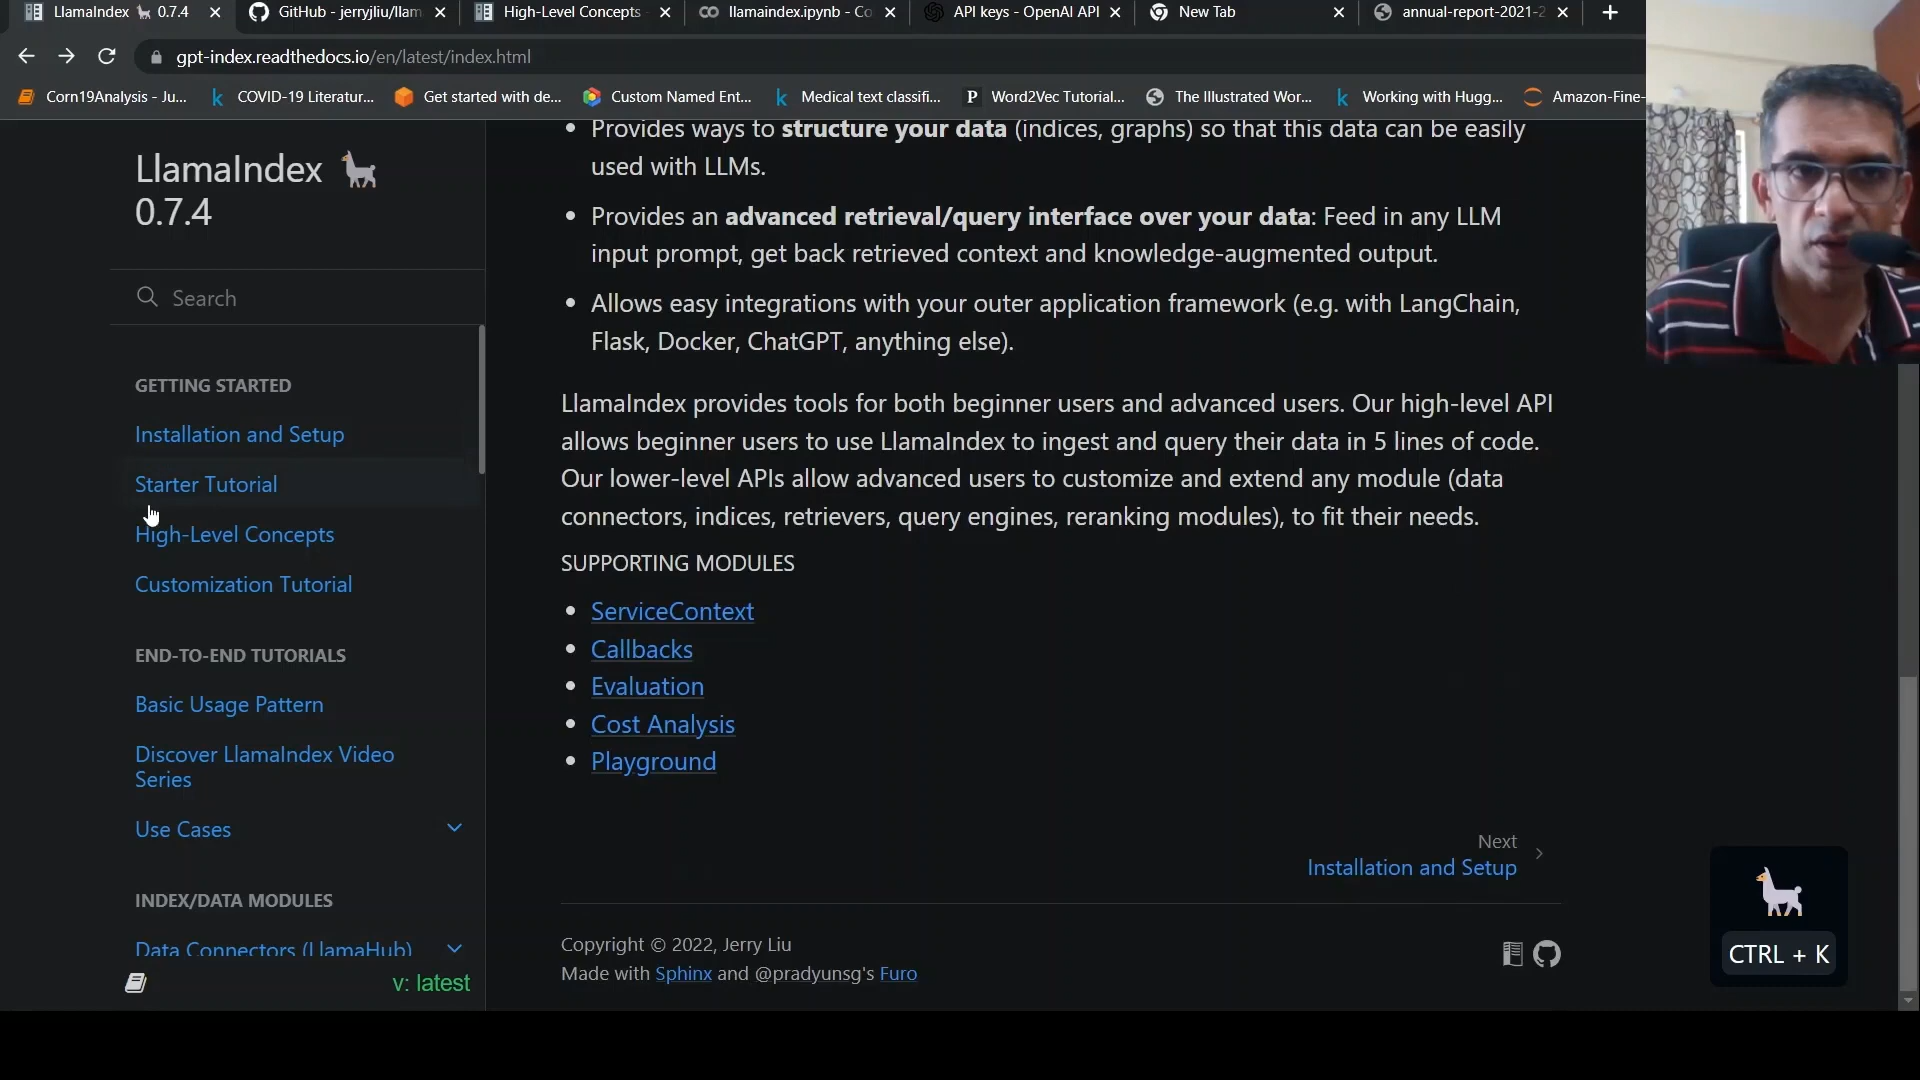 LlamaIndex 0.7.4
GitHub - jerryjliu/llam
High-Level Concepts
llamaindex.ipynb - Co
API keys - OpenAI API
New Tab
annual-report-2021-2
gpt-index.readthedocs.io/en/latest/index.html
Corn19Analysis - Ju...
COVID-19 Literatur...
Get started with de...
Custom Named Ent...
Medical text classifi...
Word2Vec Tutorial...
The Illustrated Wor...
Working with Hugg...
Amazon-Fine-
LlamaIndex
0.7.4
Search
GETTING STARTED
Installation and Setup
Starter Tutorial
High-Level Concepts
Customization Tutorial
END-TO-END TUTORIALS
Basic Usage Pattern
Discover LlamaIndex Video
Series
Use Cases
INDEX/DATA MODULES
Data Connectors (LlamaHub)
v: latest
• Provides ways to structure your data (indices, graphs) so that this data can be easily
used with LLMs.
• Provides an advanced retrieval/query interface over your data: Feed in any LLM
input prompt, get back retrieved context and knowledge-augmented output.
• Allows easy integrations with your outer application framework (e.g. with LangChain,
Flask, Docker, ChatGPT, anything else).
LlamaIndex provides tools for both beginner users and advanced users. Our high-level API
allows beginner users to use LlamaIndex to ingest and query their data in 5 lines of code.
Our lower-level APIs allow advanced users to customize and extend any module (data
connectors, indices, retrievers, query engines, reranking modules), to fit their needs.
SUPPORTING MODULES
• ServiceContext
• Callbacks
• Evaluation
• Cost Analysis
• Playground
Next
Installation and Setup
Copyright © 2022, Jerry Liu
Made with Sphinx and @pradyunsg's Furo
CTRL + K